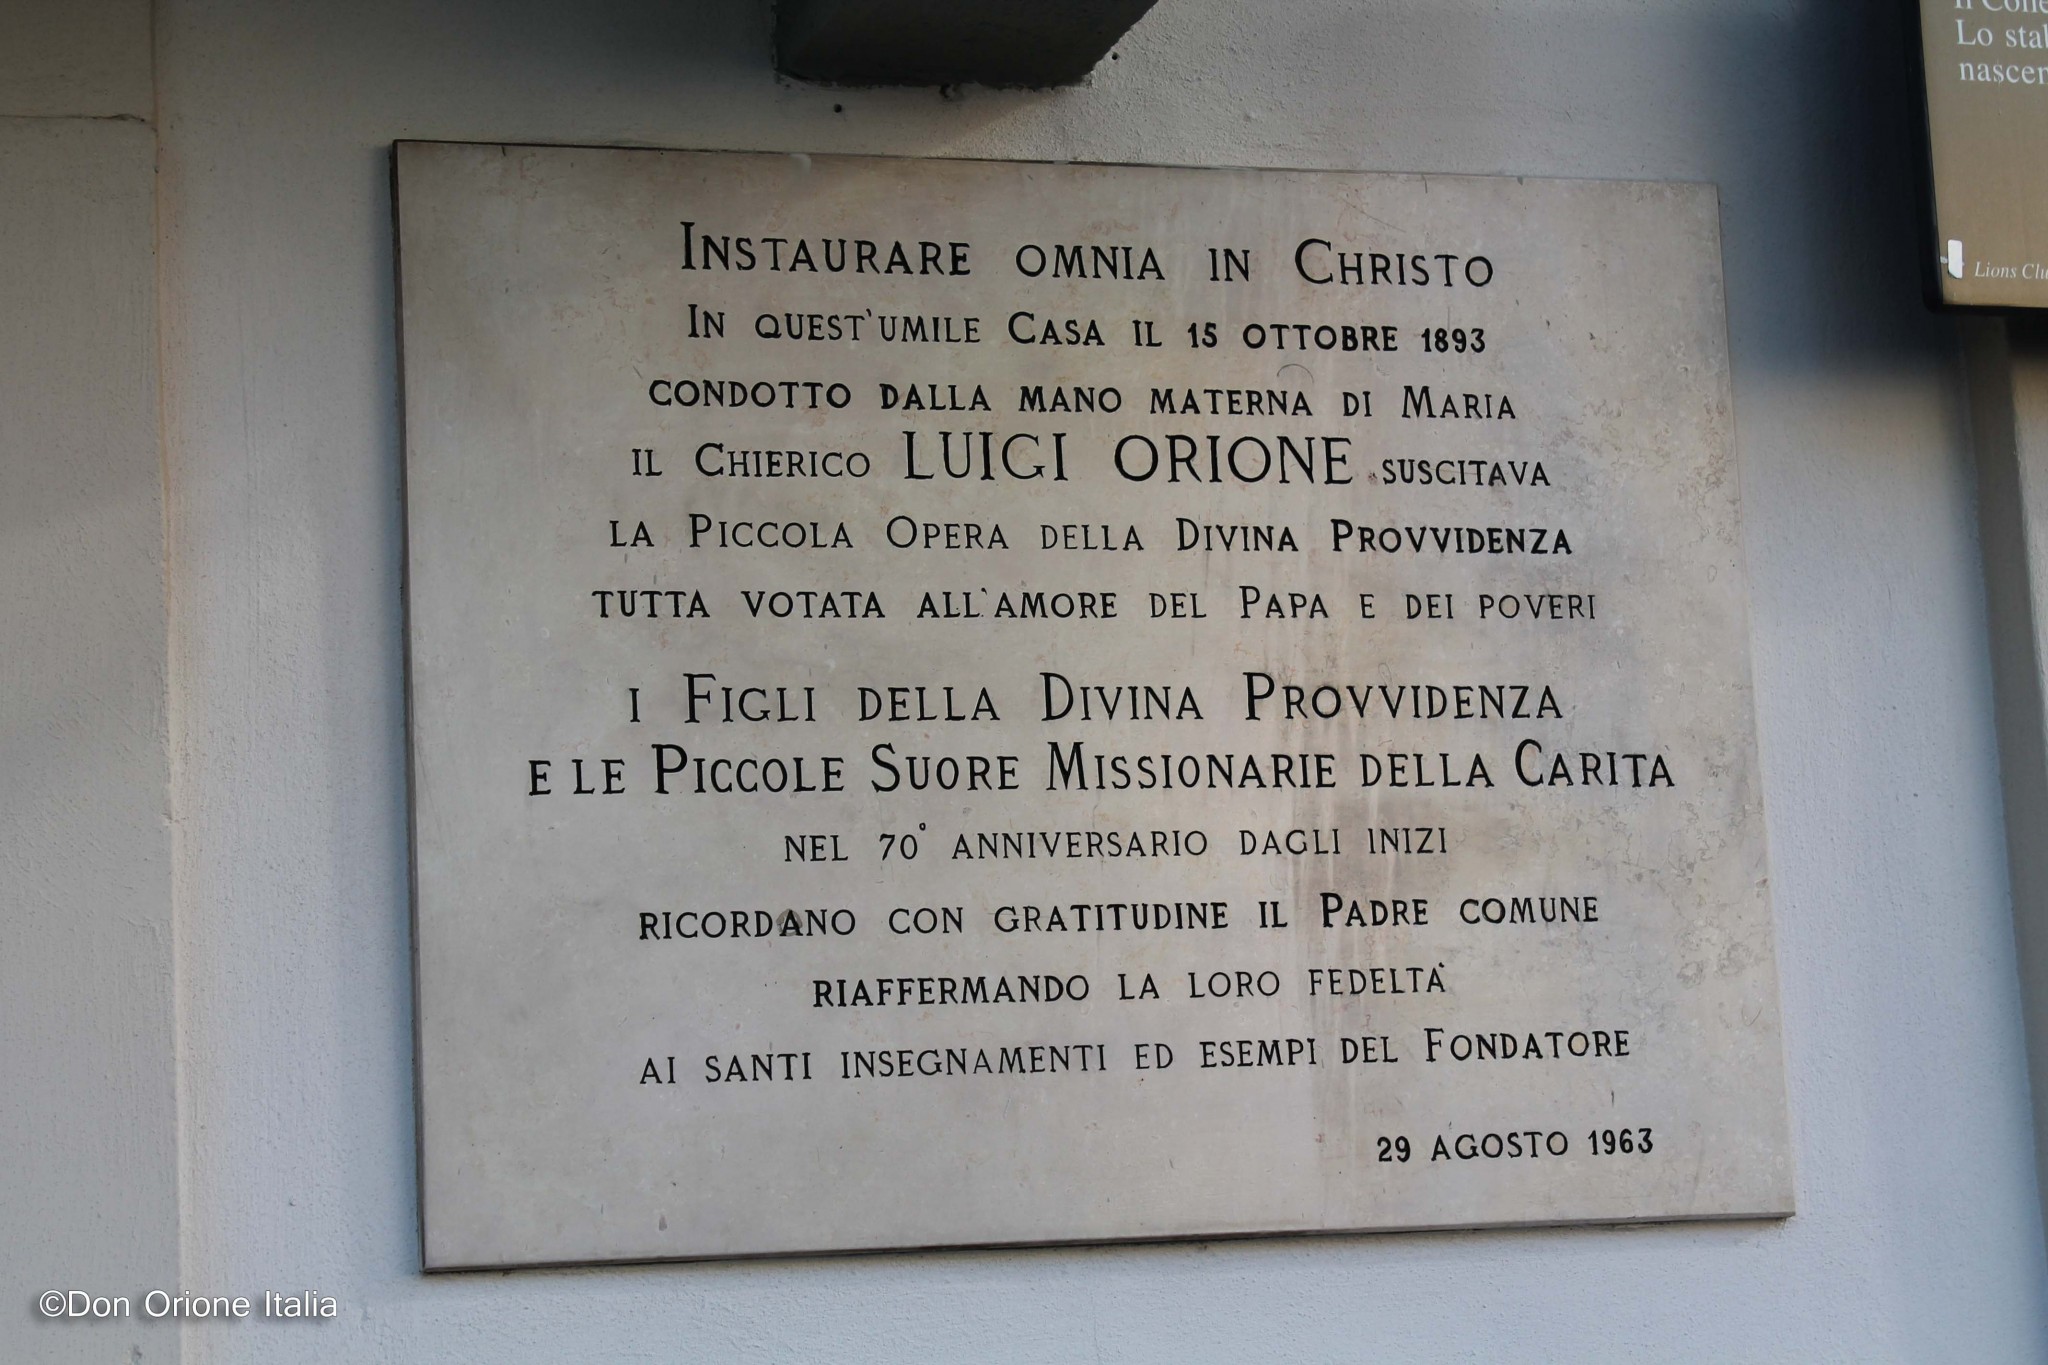 Instaurare omnia in Christo
In quest'umile Casa il 15 ottobre 1893
condotto dalla mano materna di Maria
il Chierico LUIGI ORIONE suscitava
la Piccola Opera della Divina Provvidenza
tutta votata all'amore del Papa e dei poveri
i Figli della Divina Provvidenza
e le Piccole Suore Missionarie della Carita
nel 70° anniversario dagli inizi
ricordano con gratitudine il Padre comune
riaffermando la loro fedeltà
ai santi insegnamenti ed esempi del Fondatore
29 agosto 1963
Lo
Lions
©Don Orione Italia